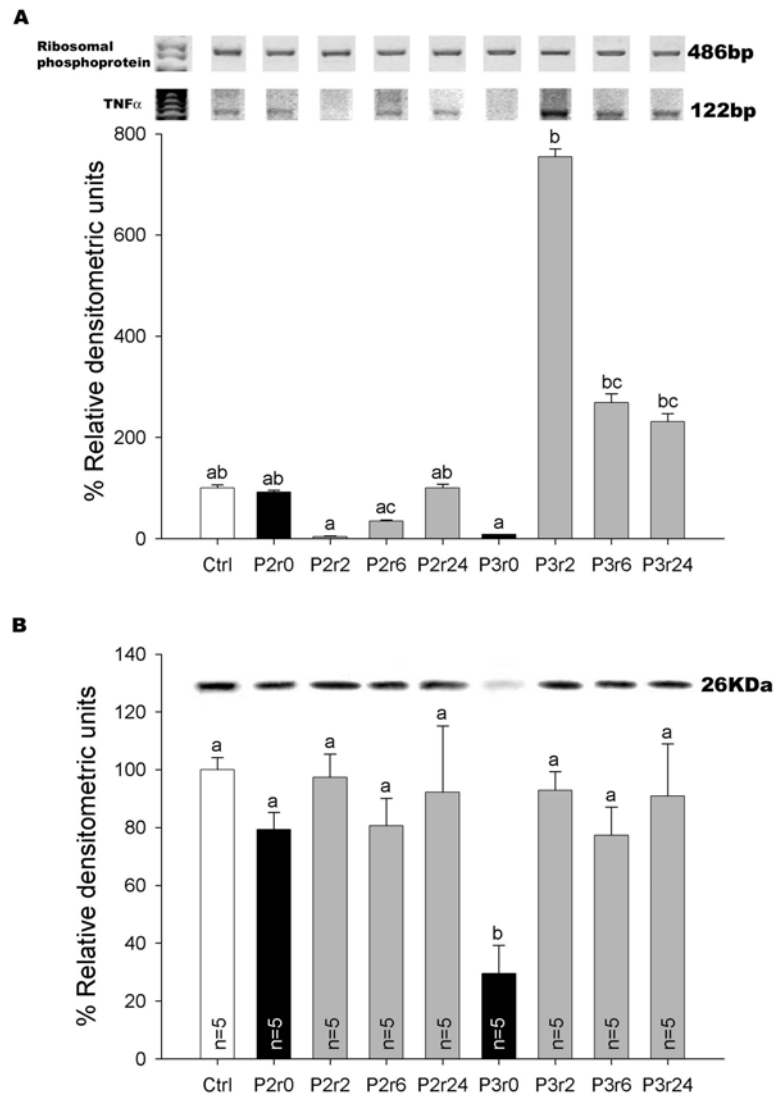 A
Ribosomal
phosphoprotein
486bp
TNFα
122bp
% Relative densitometric units
800
600
400
200
0
ab
ab
a
ac
ab
a
b
bc
bc
Ctrl P2r0 P2r2 P2r6 P2r24 P3r0 P3r2 P3r6 P3r24
B
% Relative densitometric units
140
120
100
80
60
40
20
0
26KDa
a
a
a
a
a
b
a
a
a
n=5 n=5 n=5 n=5 n=5 n=5 n=5 n=5 n=5
Ctrl P2r0 P2r2 P2r6 P2r24 P3r0 P3r2 P3r6 P3r24